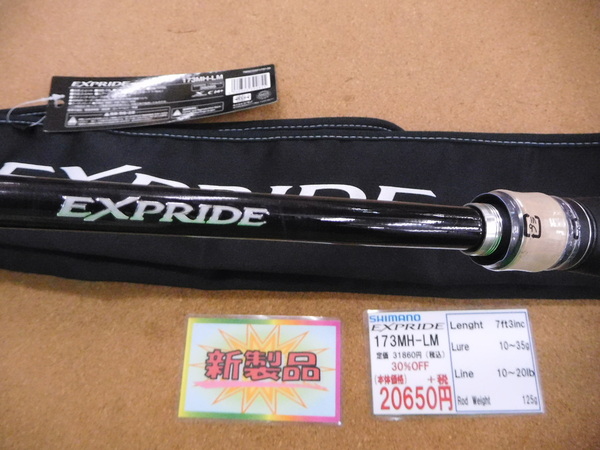 EXPRIDE
173MH-LM
EXPRIDE
EXPRIDE
新製品
SHIMANO
EXPRIDE
173MH-LM
定価 31860円(税込)
30%OFF
(本体価格) +税
20650円
Lenght 7ft3inc
Lure 10～35g
Line 10～20lb
Rod Weight 125g